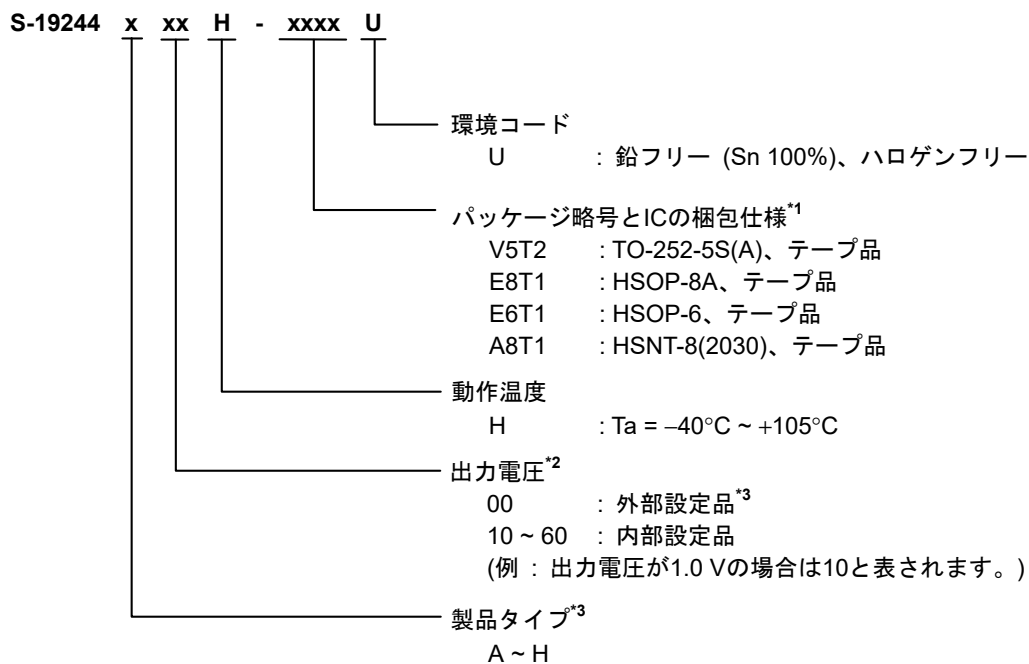 S-19244 x xx H - xxxx U
環境コード
U : 鉛フリー (Sn 100%)、ハロゲンフリー
パッケージ略号とICの梱包仕様*1
V5T2 : TO-252-5S(A)、テープ品
E8T1 : HSOP-8A、テープ品
E6T1 : HSOP-6、テープ品
A8T1 : HSNT-8(2030)、テープ品
動作温度
H : Ta = −40°C ~ +105°C
出力電圧*2
00 : 外部設定品*3
10 ~ 60 : 内部設定品
(例 : 出力電圧が1.0 Vの場合は10と表されます。)
製品タイプ*3
A ~ H